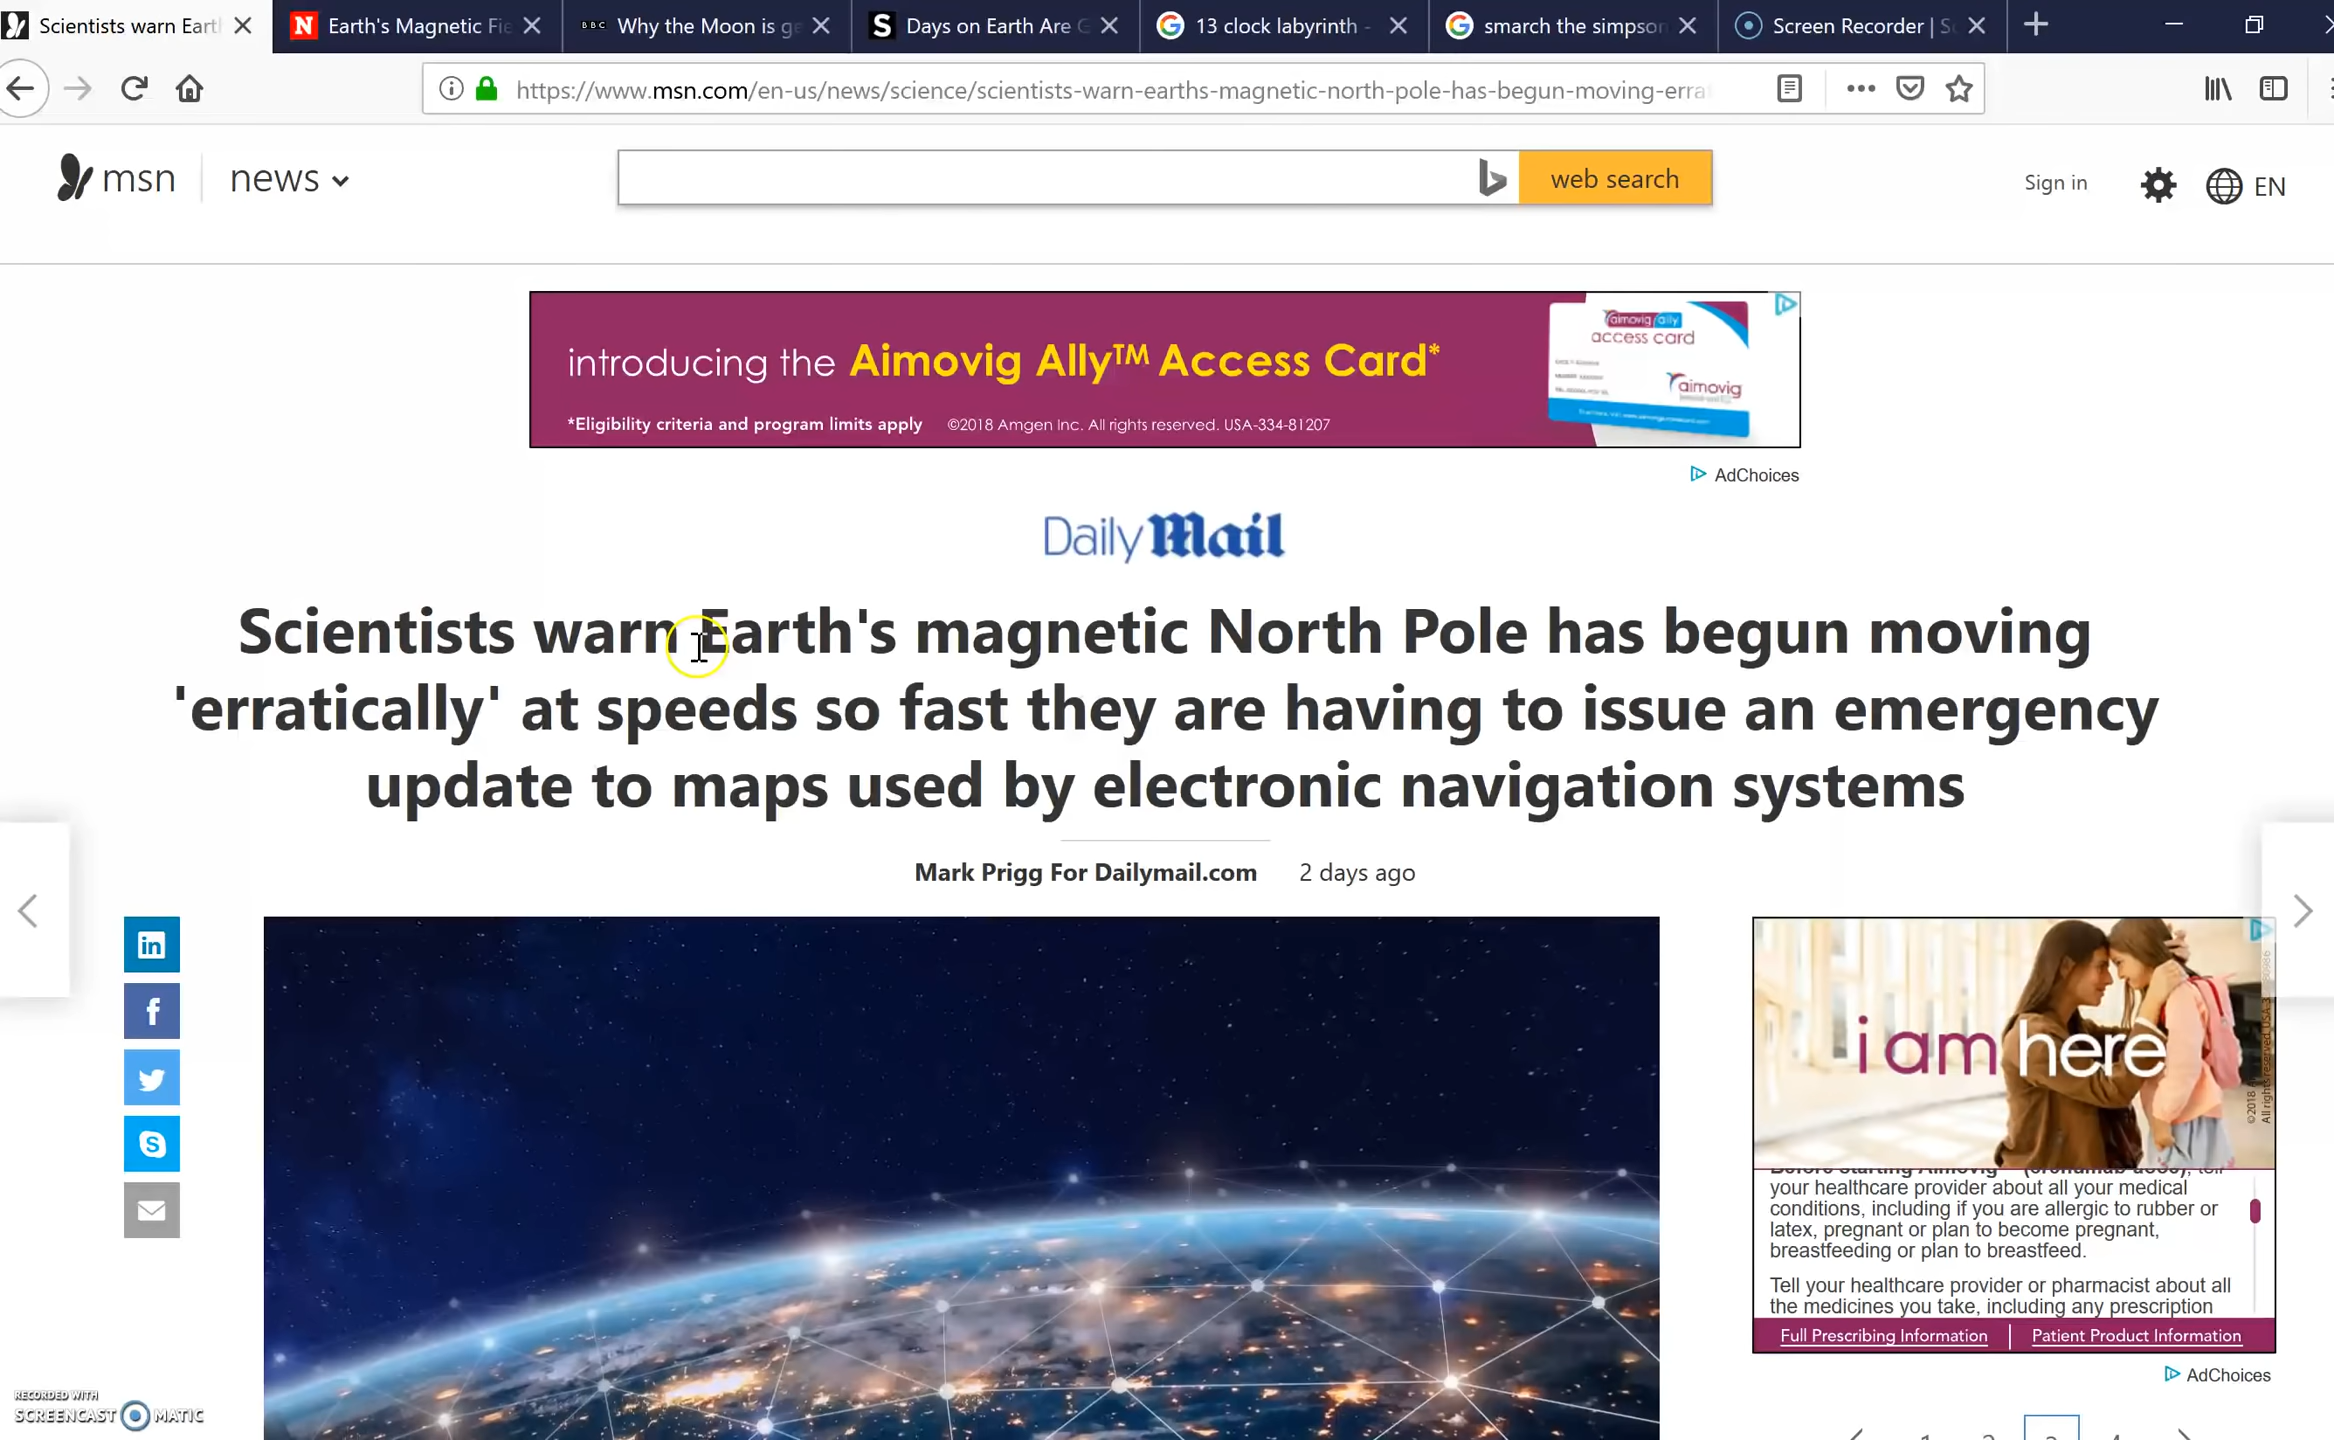 Scientists warn Eart
Earth's Magnetic Fie
BBC
Why the Moon is ge
S
Days on Earth Are G
13 clock labyrinth -
smarch the simpson
Screen Recorder | S
https://www.msn.com/en-us/news/science/scientists-warn-earths-magnetic-north-pole-has-begun-moving-errat
msn
news
web search
Sign in
EN
introducing the Aimovig Ally™ Access Card*
*Eligibility criteria and program limits apply ©2018 Amgen Inc. All rights reserved. USA-334-81207
aimovig ally
access card
aimovig
AdChoices
Daily Mail
Scientists warn Earth's magnetic North Pole has begun moving
'erratically' at speeds so fast they are having to issue an emergency
update to maps used by electronic navigation systems
Mark Prigg For Dailymail.com 2 days ago
in
f
S
i am here
your healthcare provider about all your medical
conditions, including if you are allergic to rubber or
latex, pregnant or plan to become pregnant,
breastfeeding or plan to breastfeed.
Tell your healthcare provider or pharmacist about all
the medicines you take, including any prescription
Full Prescribing Information | Patient Product Information
AdChoices
RECORDED WITH
SCREENCAST MATIC